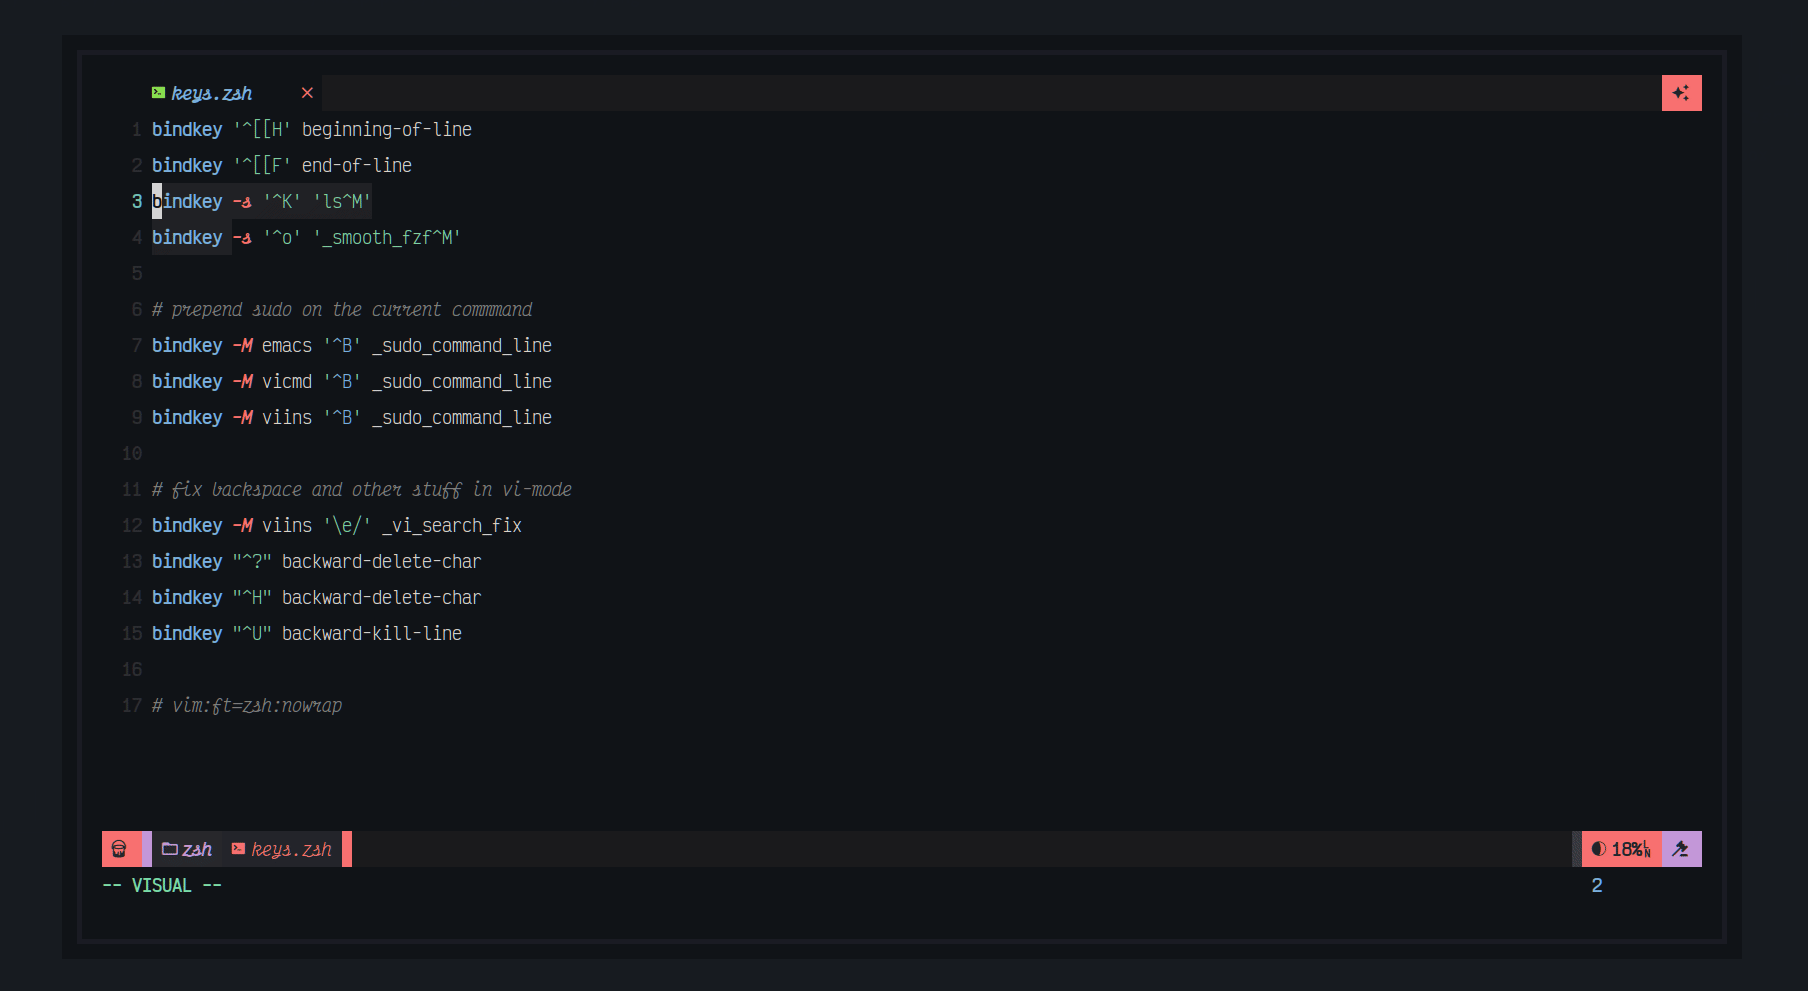 keys.zsh
1 bindkey '^[[H' beginning-of-line
2 bindkey '^[[F' end-of-line
3 bindkey -s '^K' 'ls^M'
4 bindkey -s '^o' '_smooth_fzf^M'
5
6 # prepend sudo on the current commmand
7 bindkey -M emacs '^B' _sudo_command_line
8 bindkey -M vicmd '^B' _sudo_command_line
9 bindkey -M viins '^B' _sudo_command_line
10
11 # fix backspace and other stuff in vi-mode
12 bindkey -M viins '\e/' _vi_search_fix
13 bindkey "^?" backward-delete-char
14 bindkey "^H" backward-delete-char
15 bindkey "^U" backward-kill-line
16
17 # vim:ft=zsh:nowrap
zsh keys.zsh 18% LN
-- VISUAL -- 2